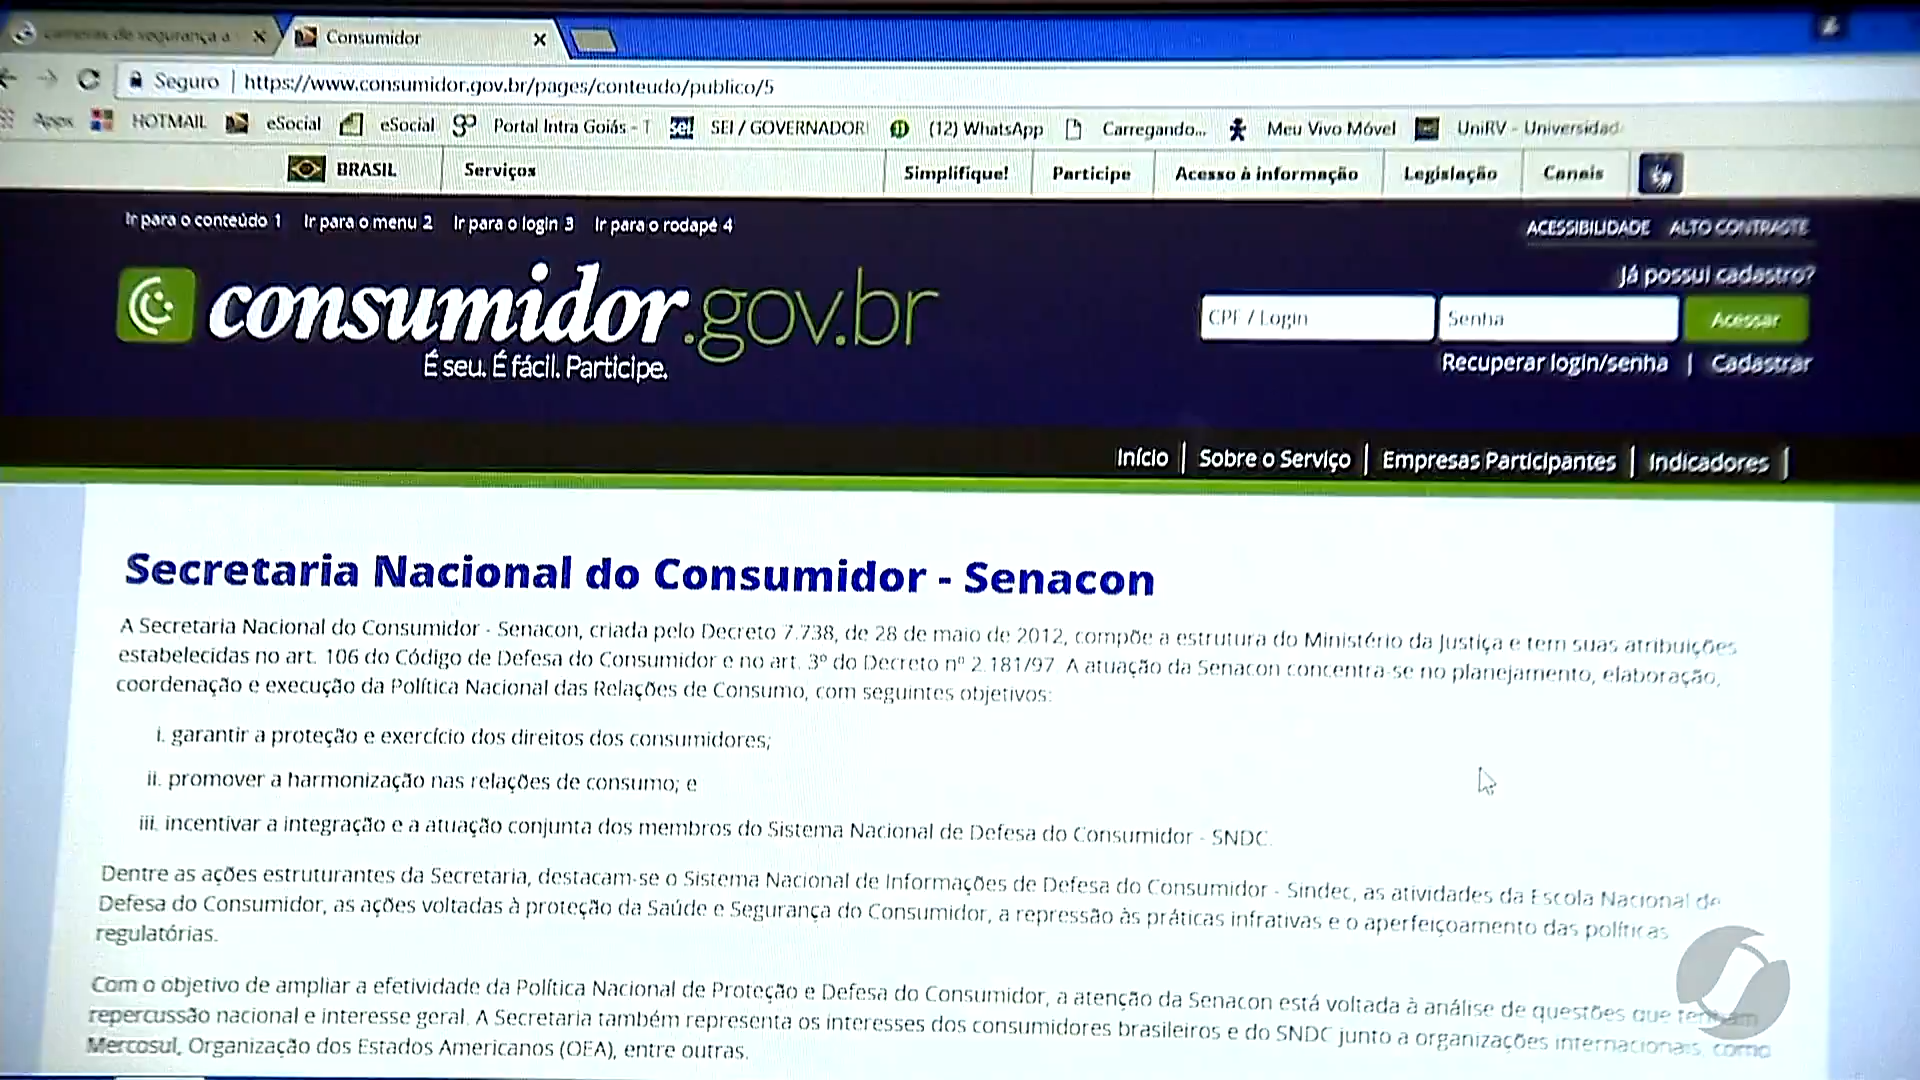 cameras de segurança a
Consumidor
Seguro | https://www.consumidor.gov.br/pages/conteudo/publico/5
Apps HOTMAIL eSocial eSocial Portal Intra Goiás - T SEI / GOVERNADORI (12) WhatsApp Carregando... Meu Vivo Móvel UniRV - Universidad
BRASIL Serviços Simplifique! Participe Acesso à informação Legislação Canais
Ir para o conteúdo 1 Ir para o menu 2 Ir para o login 3 Ir para o rodapé 4 ACESSIBILIDADE ALTO CONTRASTE
Já possui cadastro?
consumidor.gov.br
CPF / Login Senha Acessar
É seu. É fácil. Participe.
Recuperar login/senha | Cadastrar
Início | Sobre o Serviço | Empresas Participantes | Indicadores |
Secretaria Nacional do Consumidor - Senacon
A Secretaria Nacional do Consumidor - Senacon, criada pelo Decreto 7.738, de 28 de maio de 2012, compõe a estrutura do Ministério da Justiça e tem suas atribuições
estabelecidas no art. 106 do Código de Defesa do Consumidor e no art. 3º do Decreto nº 2.181/97. A atuação da Senacon concentra-se no planejamento, elaboração,
coordenação e execução da Política Nacional das Relações de Consumo, com seguintes objetivos:
i. garantir a proteção e exercício dos direitos dos consumidores;
ii. promover a harmonização nas relações de consumo; e
iii. incentivar a integração e a atuação conjunta dos membros do Sistema Nacional de Defesa do Consumidor - SNDC.
Dentre as ações estruturantes da Secretaria, destacam-se o Sistema Nacional de Informações de Defesa do Consumidor - Sindec, as atividades da Escola Nacional de
Defesa do Consumidor, as ações voltadas à proteção da Saúde e Segurança do Consumidor, a repressão às práticas infrativas e o aperfeiçoamento das políticas
regulatórias.
Com o objetivo de ampliar a efetividade da Política Nacional de Proteção e Defesa do Consumidor, a atenção da Senacon está voltada à análise de questões que tenham
repercussão nacional e interesse geral. A Secretaria também representa os interesses dos consumidores brasileiros e do SNDC junto a organizações internacionais, como
Mercosul, Organização dos Estados Americanos (OEA), entre outras.